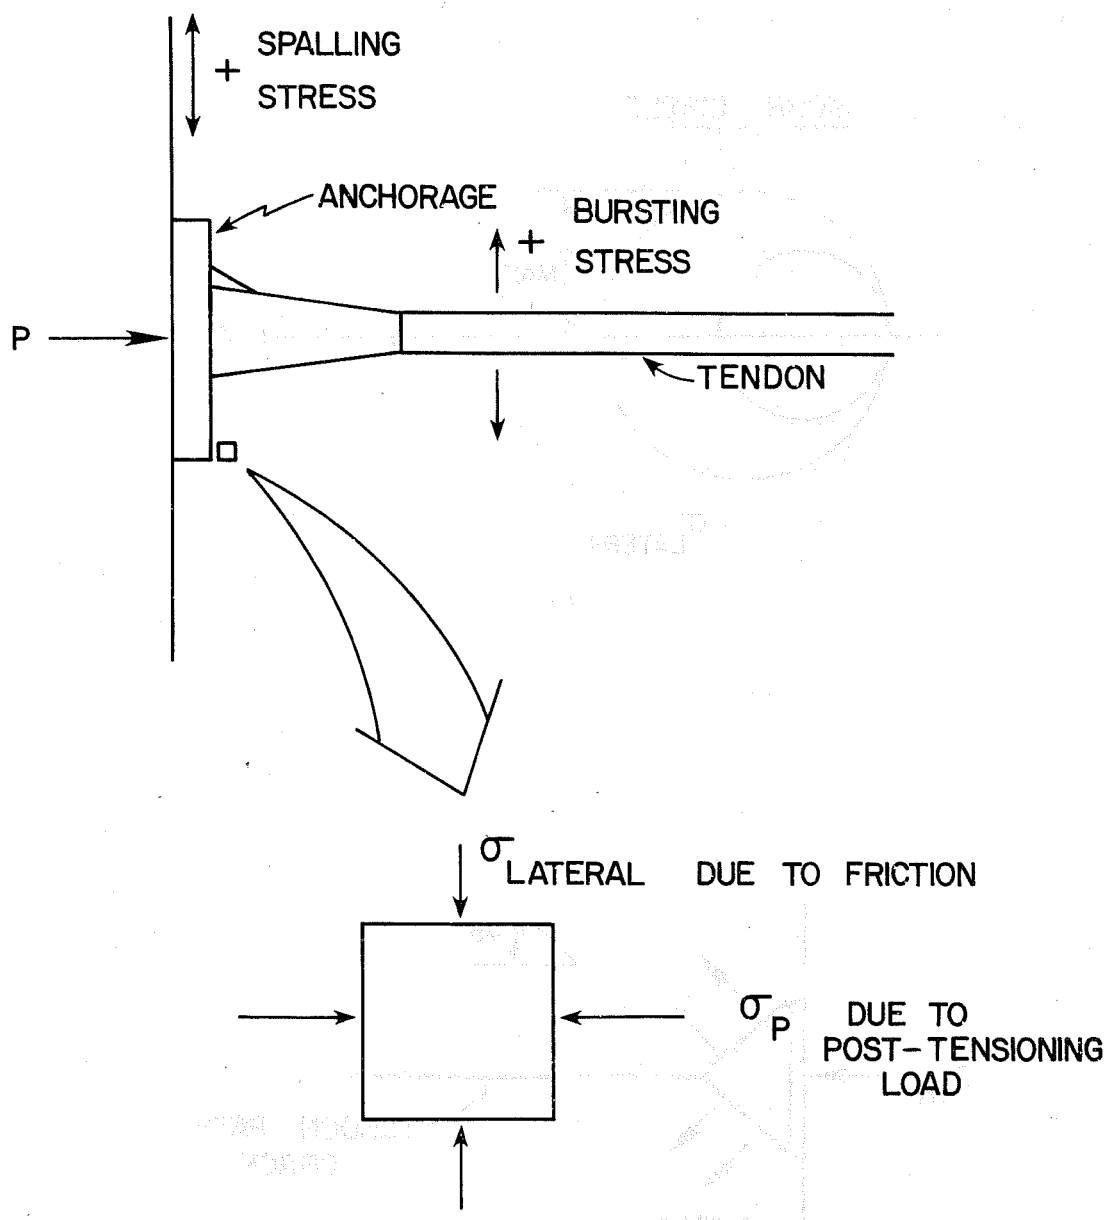 + SPALLING
STRESS
ANCHORAGE
+ BURSTING
STRESS
P
TENDON
σ LATERAL DUE TO FRICTION
σ P DUE TO
POST-TENSIONING
LOAD